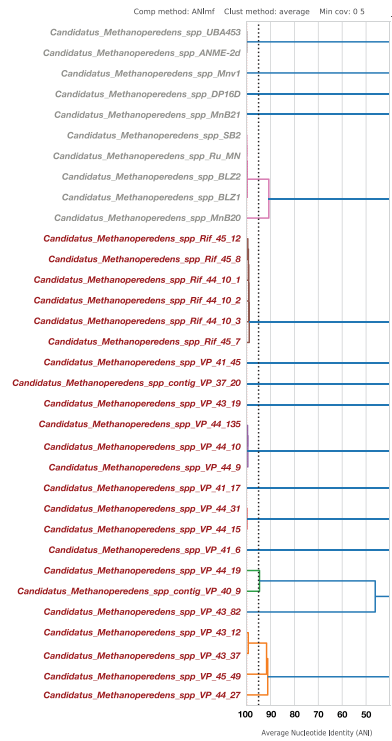 Comp method: ANImf    Clust method: average    Min cov: 0 5
Candidatus_Methanoperedens_spp_UBA453
Candidatus_Methanoperedens_spp_ANME-2d
Candidatus_Methanoperedens_spp_Mnv1
Candidatus_Methanoperedens_spp_DP16D
Candidatus_Methanoperedens_spp_MnB21
Candidatus_Methanoperedens_spp_SB2
Candidatus_Methanoperedens_spp_Ru_MN
Candidatus_Methanoperedens_spp_BLZ2
Candidatus_Methanoperedens_spp_BLZ1
Candidatus_Methanoperedens_spp_MnB20
Candidatus_Methanoperedens_spp_Rif_45_12
Candidatus_Methanoperedens_spp_Rif_45_8
Candidatus_Methanoperedens_spp_Rif_44_10_1
Candidatus_Methanoperedens_spp_Rif_44_10_2
Candidatus_Methanoperedens_spp_Rif_44_10_3
Candidatus_Methanoperedens_spp_Rif_45_7
Candidatus_Methanoperedens_spp_VP_41_45
Candidatus_Methanoperedens_spp_contig_VP_37_20
Candidatus_Methanoperedens_spp_VP_43_19
Candidatus_Methanoperedens_spp_VP_44_135
Candidatus_Methanoperedens_spp_VP_44_10
Candidatus_Methanoperedens_spp_VP_44_9
Candidatus_Methanoperedens_spp_VP_41_17
Candidatus_Methanoperedens_spp_VP_44_31
Candidatus_Methanoperedens_spp_VP_44_15
Candidatus_Methanoperedens_spp_VP_41_6
Candidatus_Methanoperedens_spp_VP_44_19
Candidatus_Methanoperedens_spp_contig_VP_40_9
Candidatus_Methanoperedens_spp_VP_43_82
Candidatus_Methanoperedens_spp_VP_43_12
Candidatus_Methanoperedens_spp_VP_43_37
Candidatus_Methanoperedens_spp_VP_45_49
Candidatus_Methanoperedens_spp_VP_44_27
100 90 80 70 60 50
Average Nucleotide Identity (ANI)